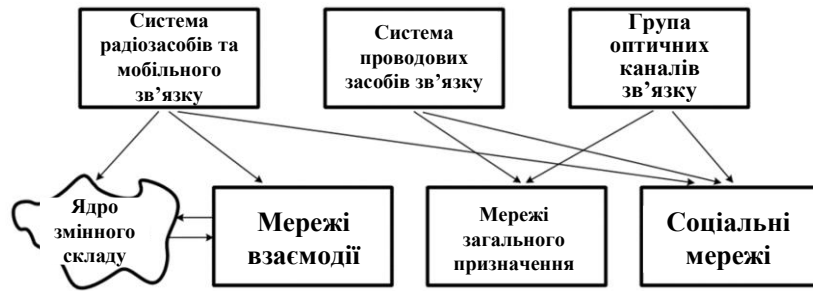 Система
радіозасобів та
мобільного
зв’язку
Система
проводових
засобів зв’язку
Група
оптичних
каналів
зв’язку
Ядро
змінного
складу
Мережі
взаємодії
Мережі
загального
призначення
Соціальні
мережі